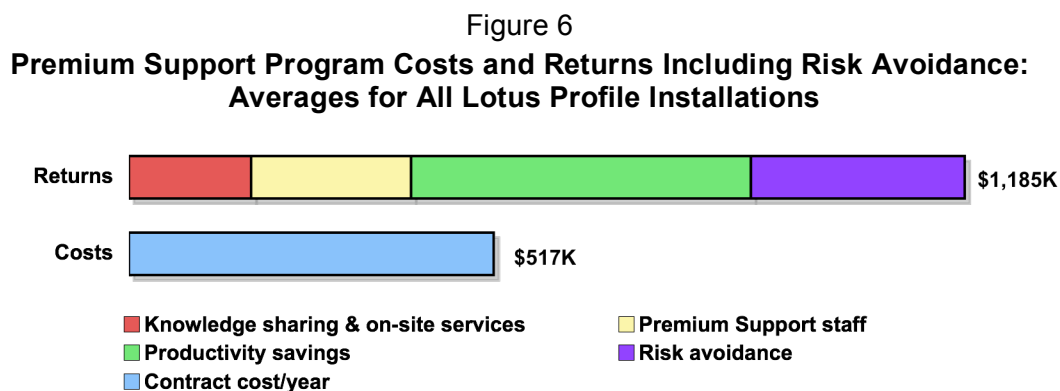 Figure 6
Premium Support Program Costs and Returns Including Risk Avoidance:
Averages for All Lotus Profile Installations
Returns
$1,185K
Costs
$517K
Knowledge sharing & on-site services
Premium Support staff
Productivity savings
Risk avoidance
Contract cost/year